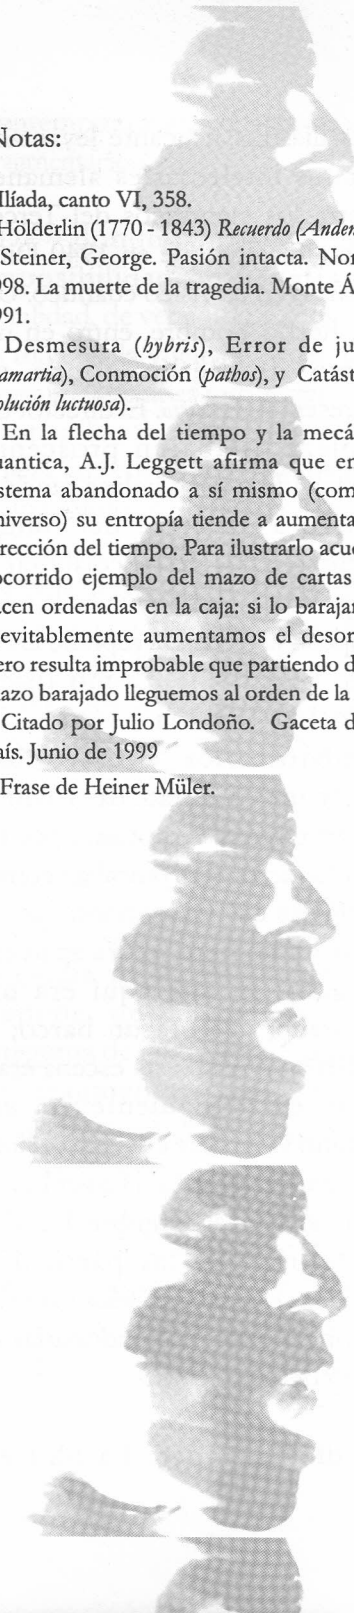 Notas:
Ilíada, canto VI, 358.
Hölderlin (1770 - 1843) Recuerdo (Anden
Steiner, George. Pasión intacta. Nor
998. La muerte de la tragedia. Monte Á
991.
Desmesura (hybris), Error de ju
amartia), Conmoción (pathos), y Catást
olución luctuosa).
En la flecha del tiempo y la mecá
uantica, A.J. Leggett afirma que en
stema abandonado a sí mismo (com
niverso) su entropía tiende a aumenta
rección del tiempo. Para ilustrarlo acue
ocorrido ejemplo del mazo de cartas
acen ordenadas en la caja: si lo barajar
evitablemente aumentamos el desor
ero resulta improbable que partiendo d
azo barajado lleguemos al orden de la
Citado por Julio Londoño. Gaceta d
aís. Junio de 1999
Frase de Heiner Müler.